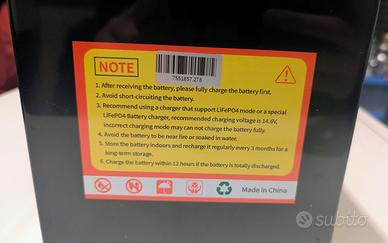 NOTE
7551857.278
1. After receiving the battery, please fully charge the battery first.
2. Avoid short-circuiting the battery.
3. Recommend using a charger that support LiFePO4 mode or a special
LiFePO4 Battery charger, recommended charging voltage is 14.6V,
incorrect charging mode may can not charge the battery fully.
4. Avoid the battery to be near fire or soaked in water.
5. Store the battery indoors and recharge it regularly every 3 months for a
long-term storage.
6. Charge the battery within 12 hours if the battery is totally discharged.
Made in China
subito